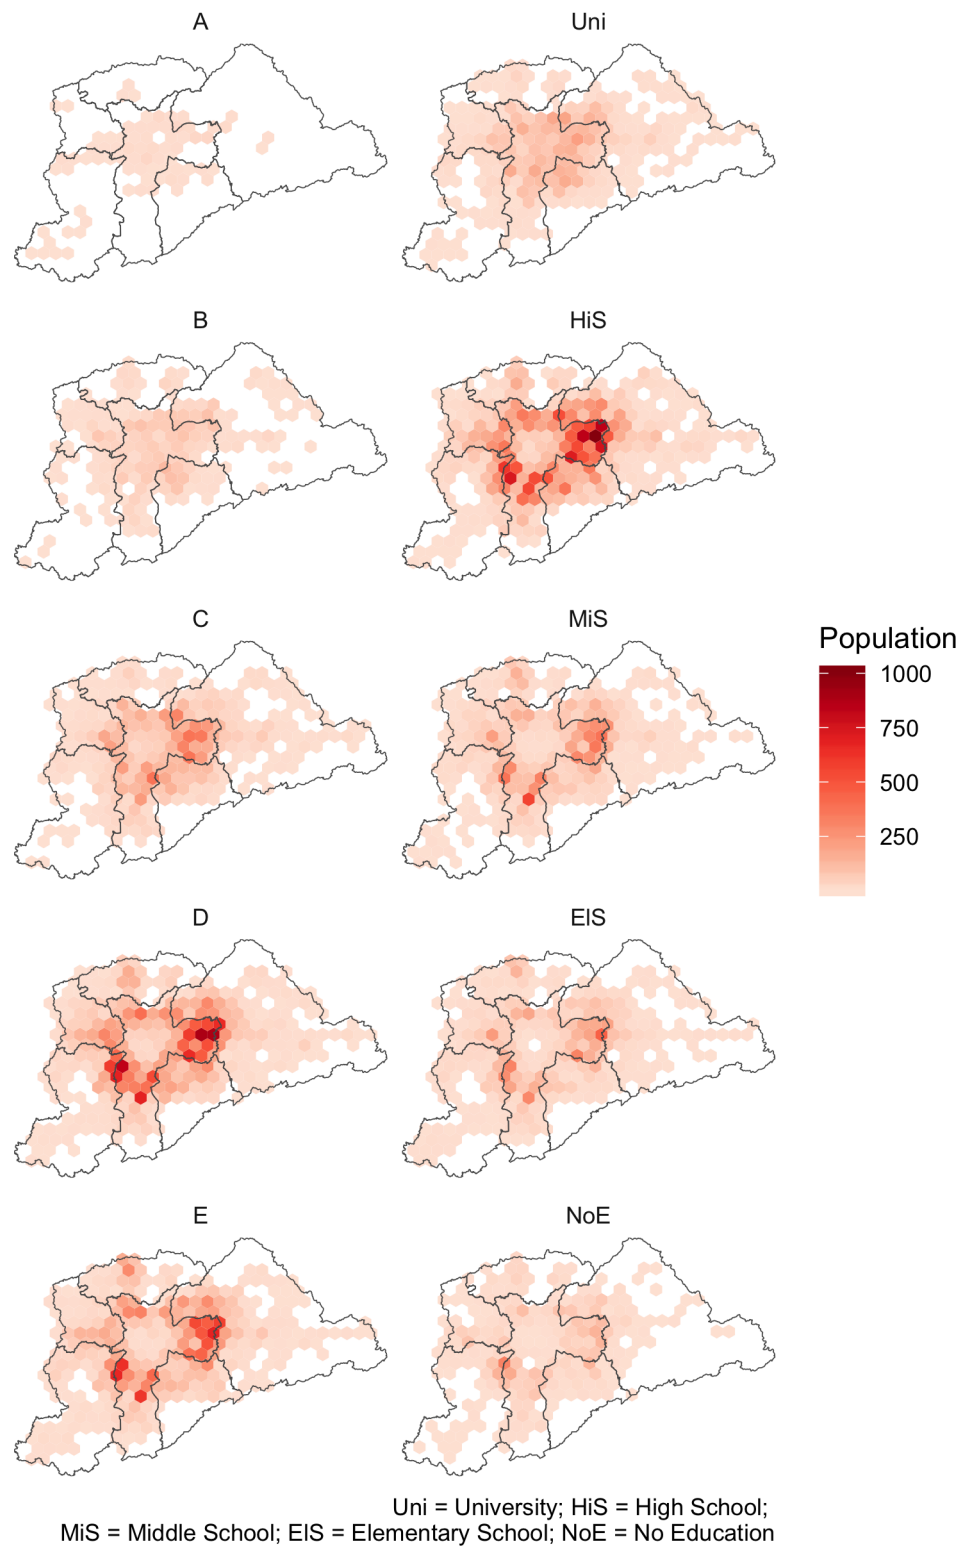 A
Uni
B
HiS
C
MiS
Population
1000
750
500
250
D
ElS
E
NoE
Uni = University; HiS = High School;
MiS = Middle School; ElS = Elementary School; NoE = No Education